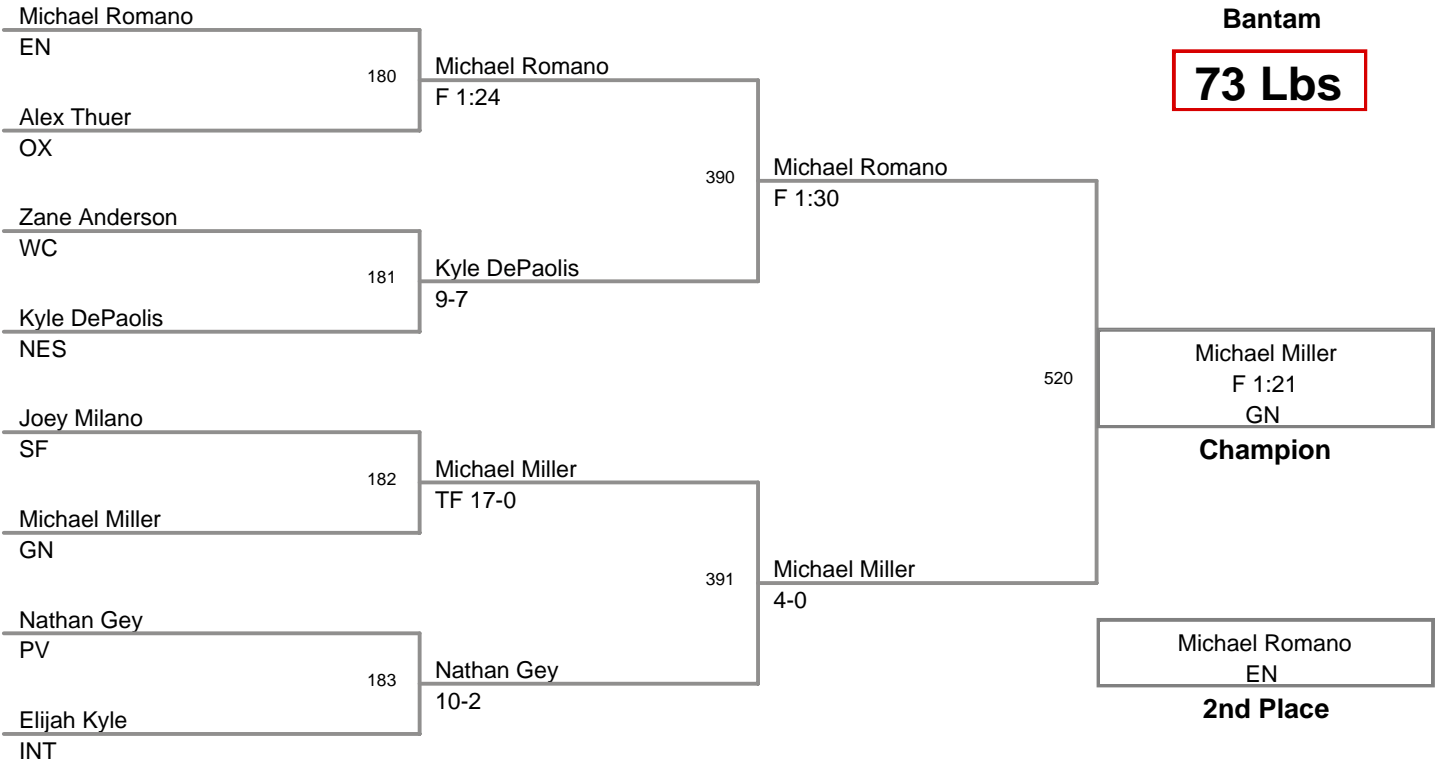 Michael Romano
EN
180
Alex Thuer
OX
Zane Anderson
WC
181
Kyle DePaolis
NES
Joey Milano
SF
182
Michael Miller
GN
Nathan Gey
PV
183
Elijah Kyle
INT
Michael Romano
F 1:24
390
Kyle DePaolis
9-7
Michael Miller
TF 17-0
391
Nathan Gey
10-2
Michael Romano
F 1:30
520
Michael Miller
4-0
Bantam
73 Lbs
Michael Miller
F 1:21
GN
Champion
Michael Romano
EN
2nd Place